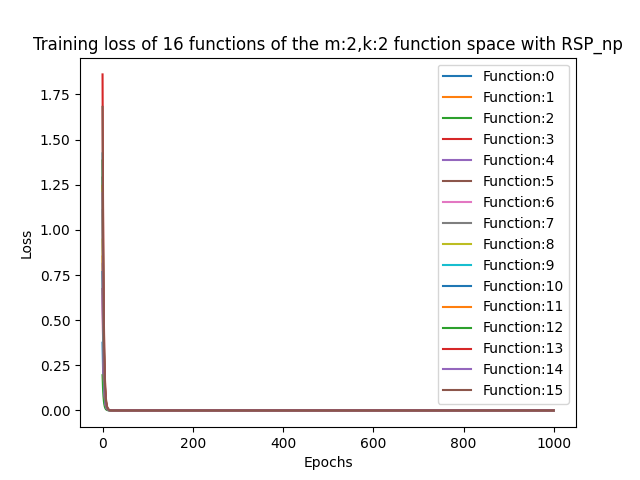 Training loss of 16 functions of the m:2,k:2 function space with RSP_np
Loss
1.75
1.50
1.25
1.00
0.75
0.50
0.25
0.00
0
200
400
600
800
1000
Epochs
Function:0
Function:1
Function:2
Function:3
Function:4
Function:5
Function:6
Function:7
Function:8
Function:9
Function:10
Function:11
Function:12
Function:13
Function:14
Function:15